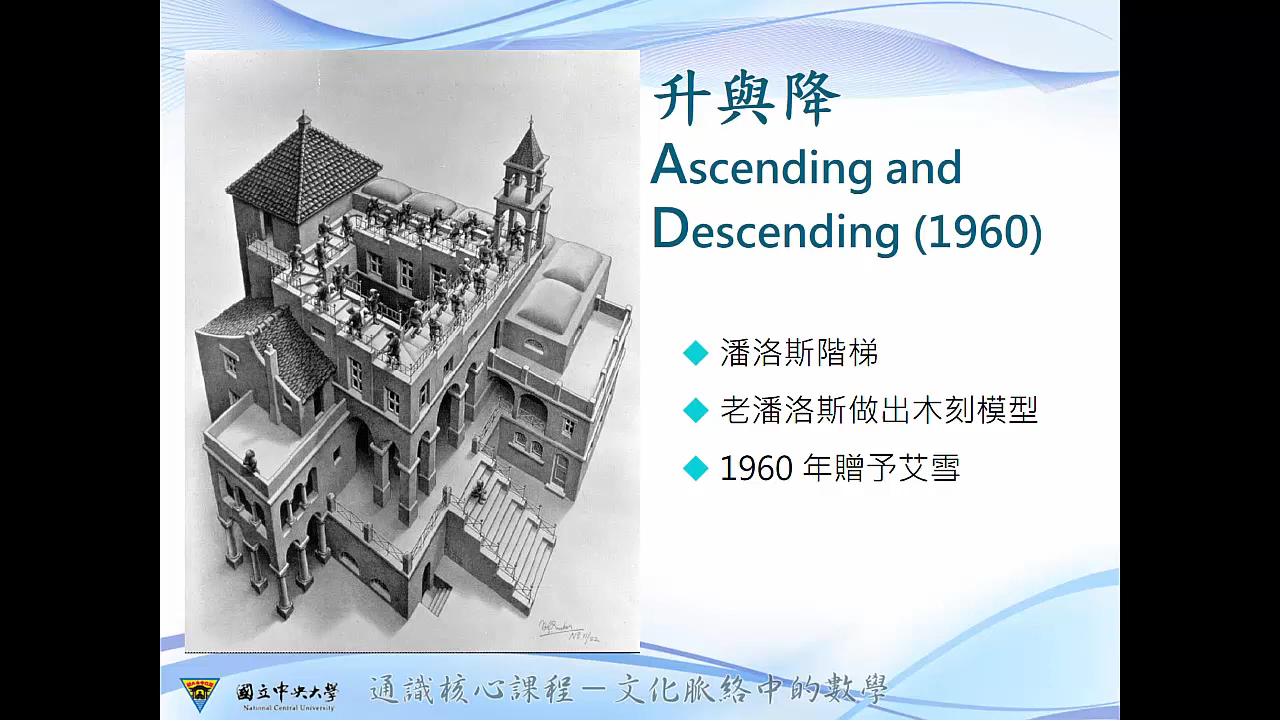 升與降
Ascending and
Descending (1960)
潘洛斯階梯
老潘洛斯做出木刻模型
1960 年贈予艾雪
國立中央大學
National Central University
通識核心課程－文化脈絡中的數學